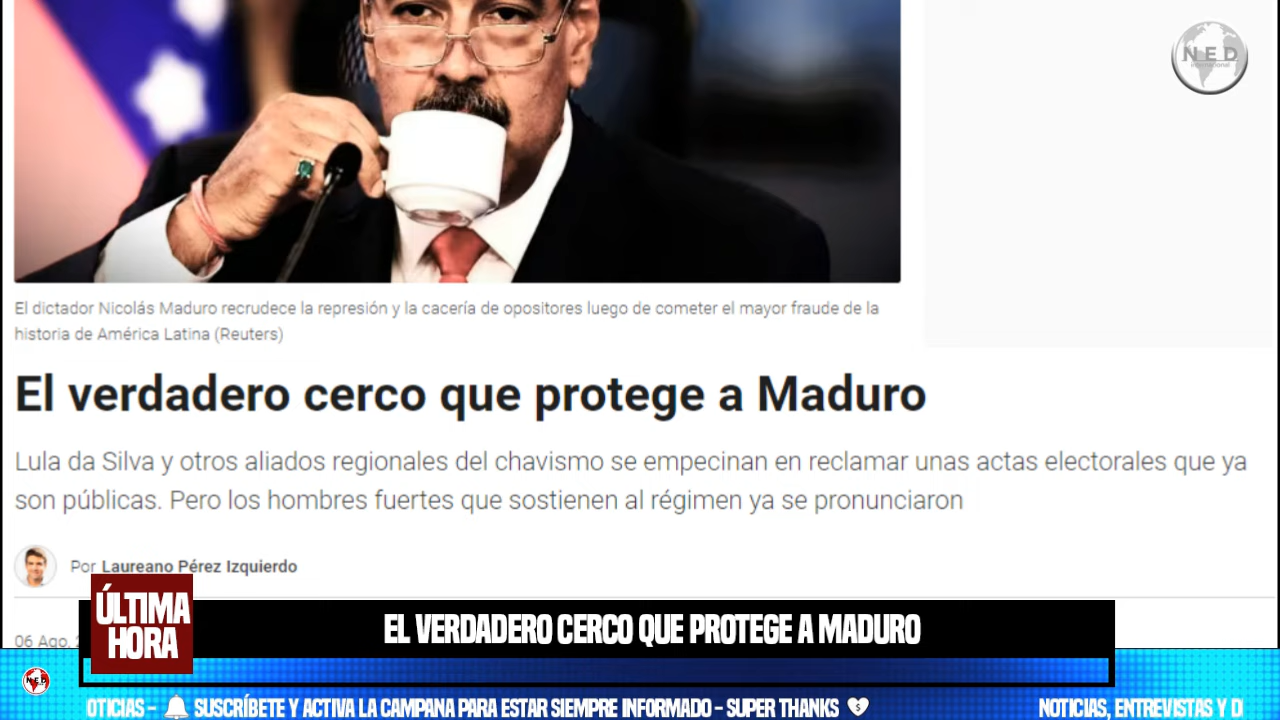 NED
International
El dictador Nicolás Maduro recrudece la represión y la cacería de opositores luego de cometer el mayor fraude de la
historia de América Latina (Reuters)
El verdadero cerco que protege a Maduro
Lula da Silva y otros aliados regionales del chavismo se empecinan en reclamar unas actas electorales que ya
son públicas. Pero los hombres fuertes que sostienen al régimen ya se pronunciaron
Por Laureano Pérez Izquierdo
06 Ago,
ÚLTIMA
HORA
EL VERDADERO CERCO QUE PROTEGE A MADURO
NED
OTICIAS - SUSCRÍBETE Y ACTIVA LA CAMPANA PARA ESTAR SIEMPRE INFORMADO - SUPER THANKS NOTICIAS, ENTREVISTAS Y D